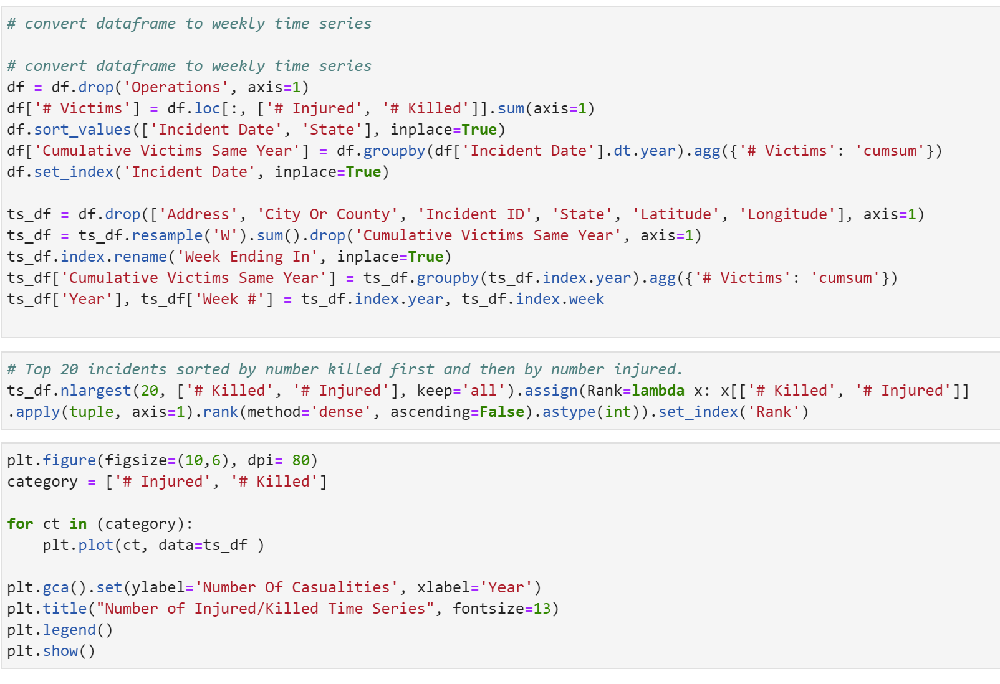 # convert dataframe to weekly time series
# convert dataframe to weekly time series
df = df.drop('Operations', axis=1)
df['# Victims'] = df.loc[:, ['# Injured', '# Killed']].sum(axis=1)
df.sort_values(['Incident Date', 'State'], inplace=True)
df['Cumulative Victims Same Year'] = df.groupby(df['Incident Date'].dt.year).agg({'# Victims': 'cumsum'})
df.set_index('Incident Date', inplace=True)
ts_df = df.drop(['Address', 'City Or County', 'Incident ID', 'State', 'Latitude', 'Longitude'], axis=1)
ts_df = ts_df.resample('W').sum().drop('Cumulative Victims Same Year', axis=1)
ts_df.index.rename('Week Ending In', inplace=True)
ts_df['Cumulative Victims Same Year'] = ts_df.groupby(ts_df.index.year).agg({'# Victims': 'cumsum'})
ts_df['Year'], ts_df['Week #'] = ts_df.index.year, ts_df.index.week
# Top 20 incidents sorted by number killed first and then by number injured.
ts_df.nlargest(20, ['# Killed', '# Injured'], keep='all').assign(Rank=lambda x: x[['# Killed', '# Injured']]
.apply(tuple, axis=1).rank(method='dense', ascending=False).astype(int)).set_index('Rank')
plt.figure(figsize=(10,6), dpi= 80)
category = ['# Injured', '# Killed']
for ct in (category):
    plt.plot(ct, data=ts_df )
plt.gca().set(ylabel='Number Of Casualities', xlabel='Year')
plt.title("Number of Injured/Killed Time Series", fontsize=13)
plt.legend()
plt.show()